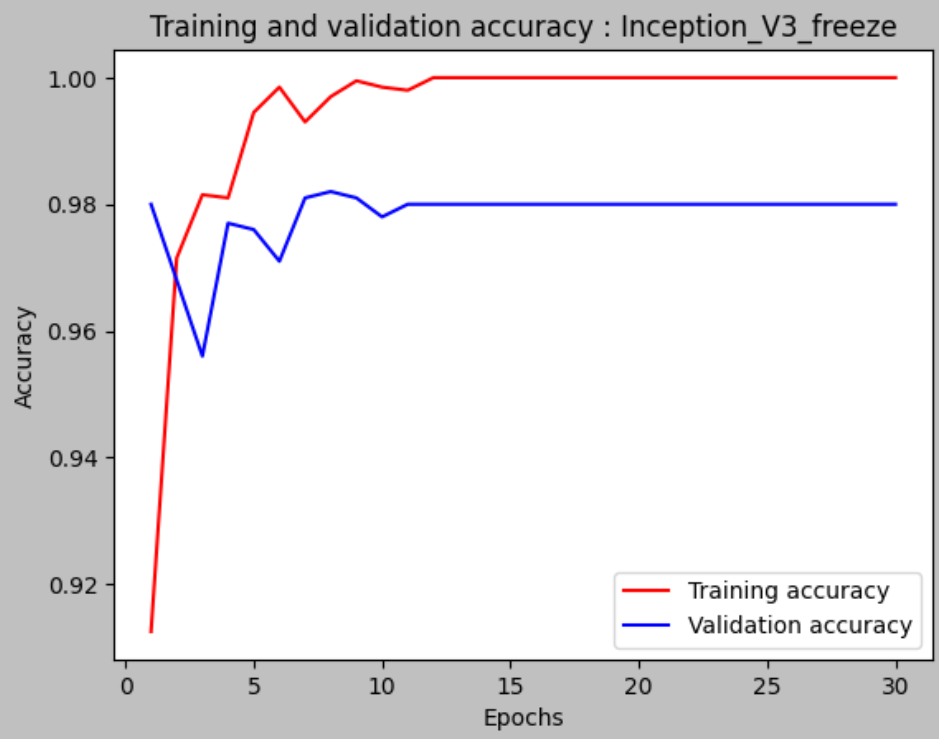 Training and validation accuracy : Inception_V3_freeze
1.00
0.98
0.96
0.94
0.92
Accuracy
Training accuracy
Validation accuracy
0 5 10 15 20 25 30
Epochs